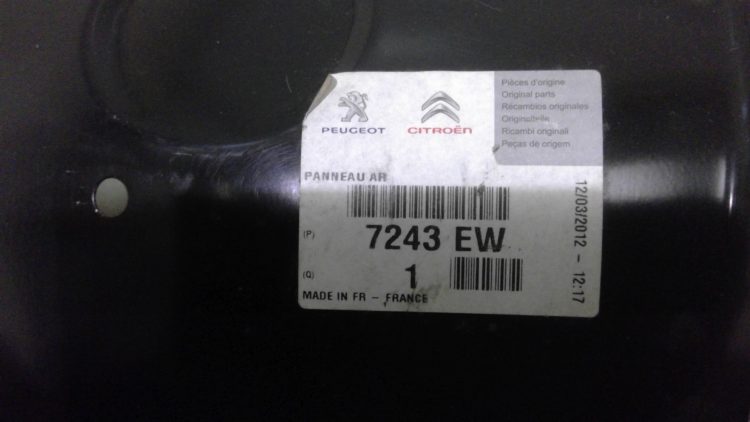 PEUGEOT
CITROËN
Pièces d'origine
Original parts
Recambios originales
Originalteile
Ricambi originali
Peças de origem
PANNEAU AR
(P) 7243 EW
(Q) 1
MADE IN FR - FRANCE
12/03/2012 - 12:17